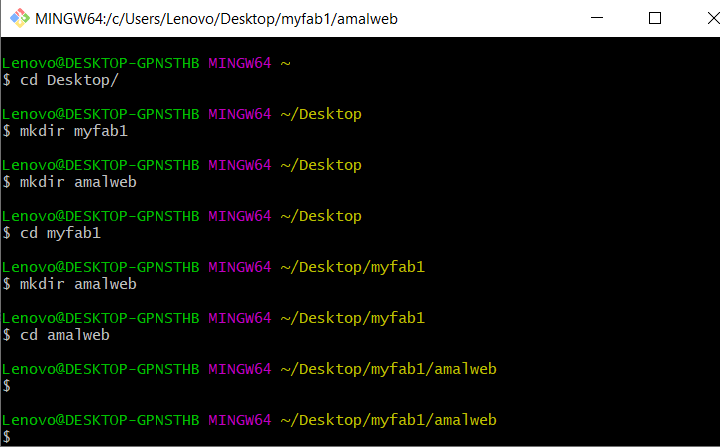 MINGW64:/c/Users/Lenovo/Desktop/myfab1/amalweb
Lenovo@DESKTOP-GPNSTHB MINGW64 ~
$ cd Desktop/
Lenovo@DESKTOP-GPNSTHB MINGW64 ~/Desktop
$ mkdir myfab1
Lenovo@DESKTOP-GPNSTHB MINGW64 ~/Desktop
$ mkdir amalweb
Lenovo@DESKTOP-GPNSTHB MINGW64 ~/Desktop
$ cd myfab1
Lenovo@DESKTOP-GPNSTHB MINGW64 ~/Desktop/myfab1
$ mkdir amalweb
Lenovo@DESKTOP-GPNSTHB MINGW64 ~/Desktop/myfab1
$ cd amalweb
Lenovo@DESKTOP-GPNSTHB MINGW64 ~/Desktop/myfab1/amalweb
$
Lenovo@DESKTOP-GPNSTHB MINGW64 ~/Desktop/myfab1/amalweb
$